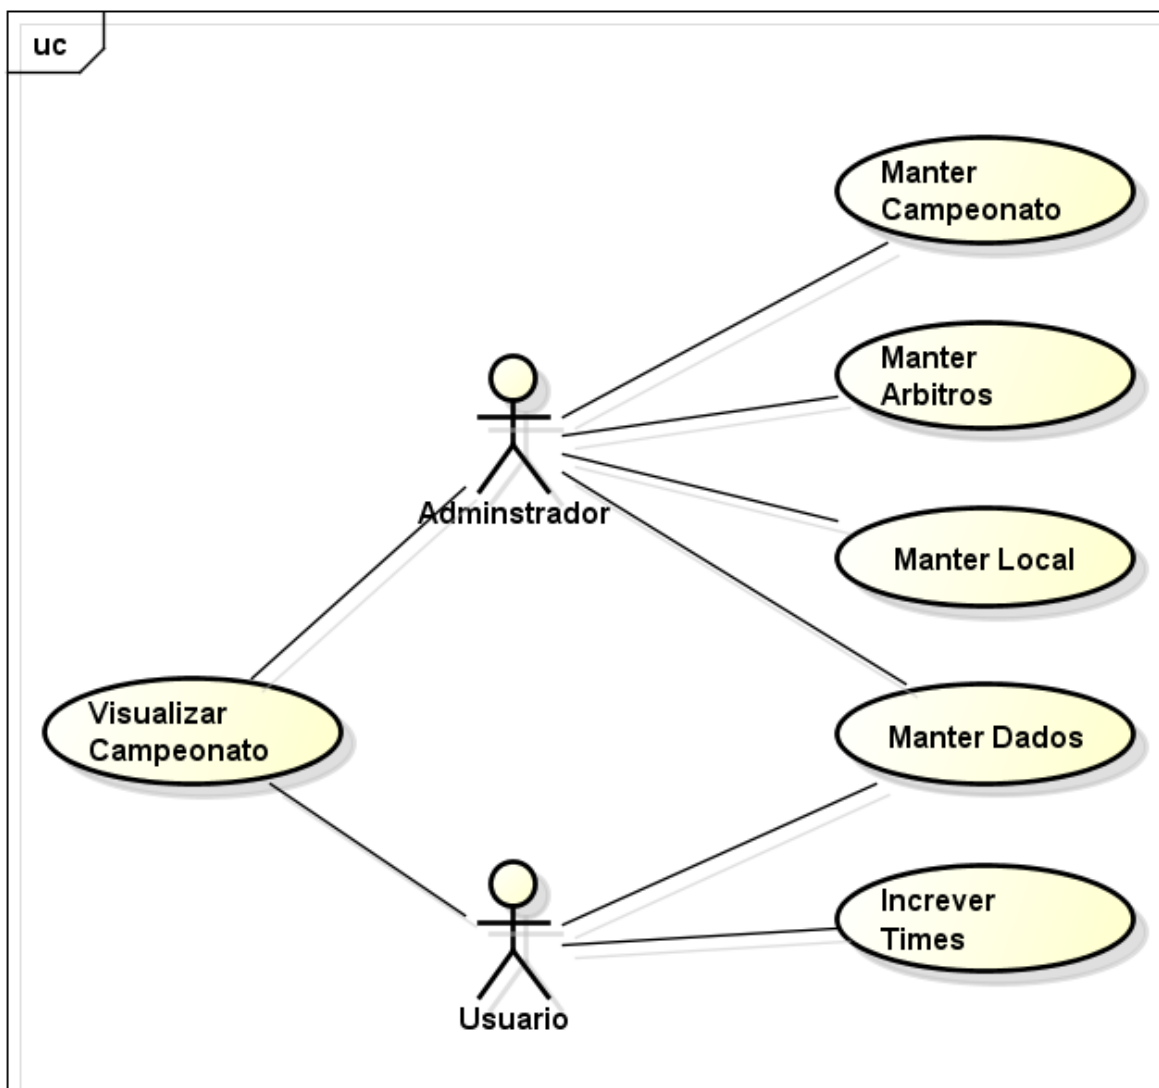 uc
Manter
Campeonato
Manter
Arbitros
Adminstrador
Manter Local
Visualizar
Campeonato
Manter Dados
Increver
Times
Usuario